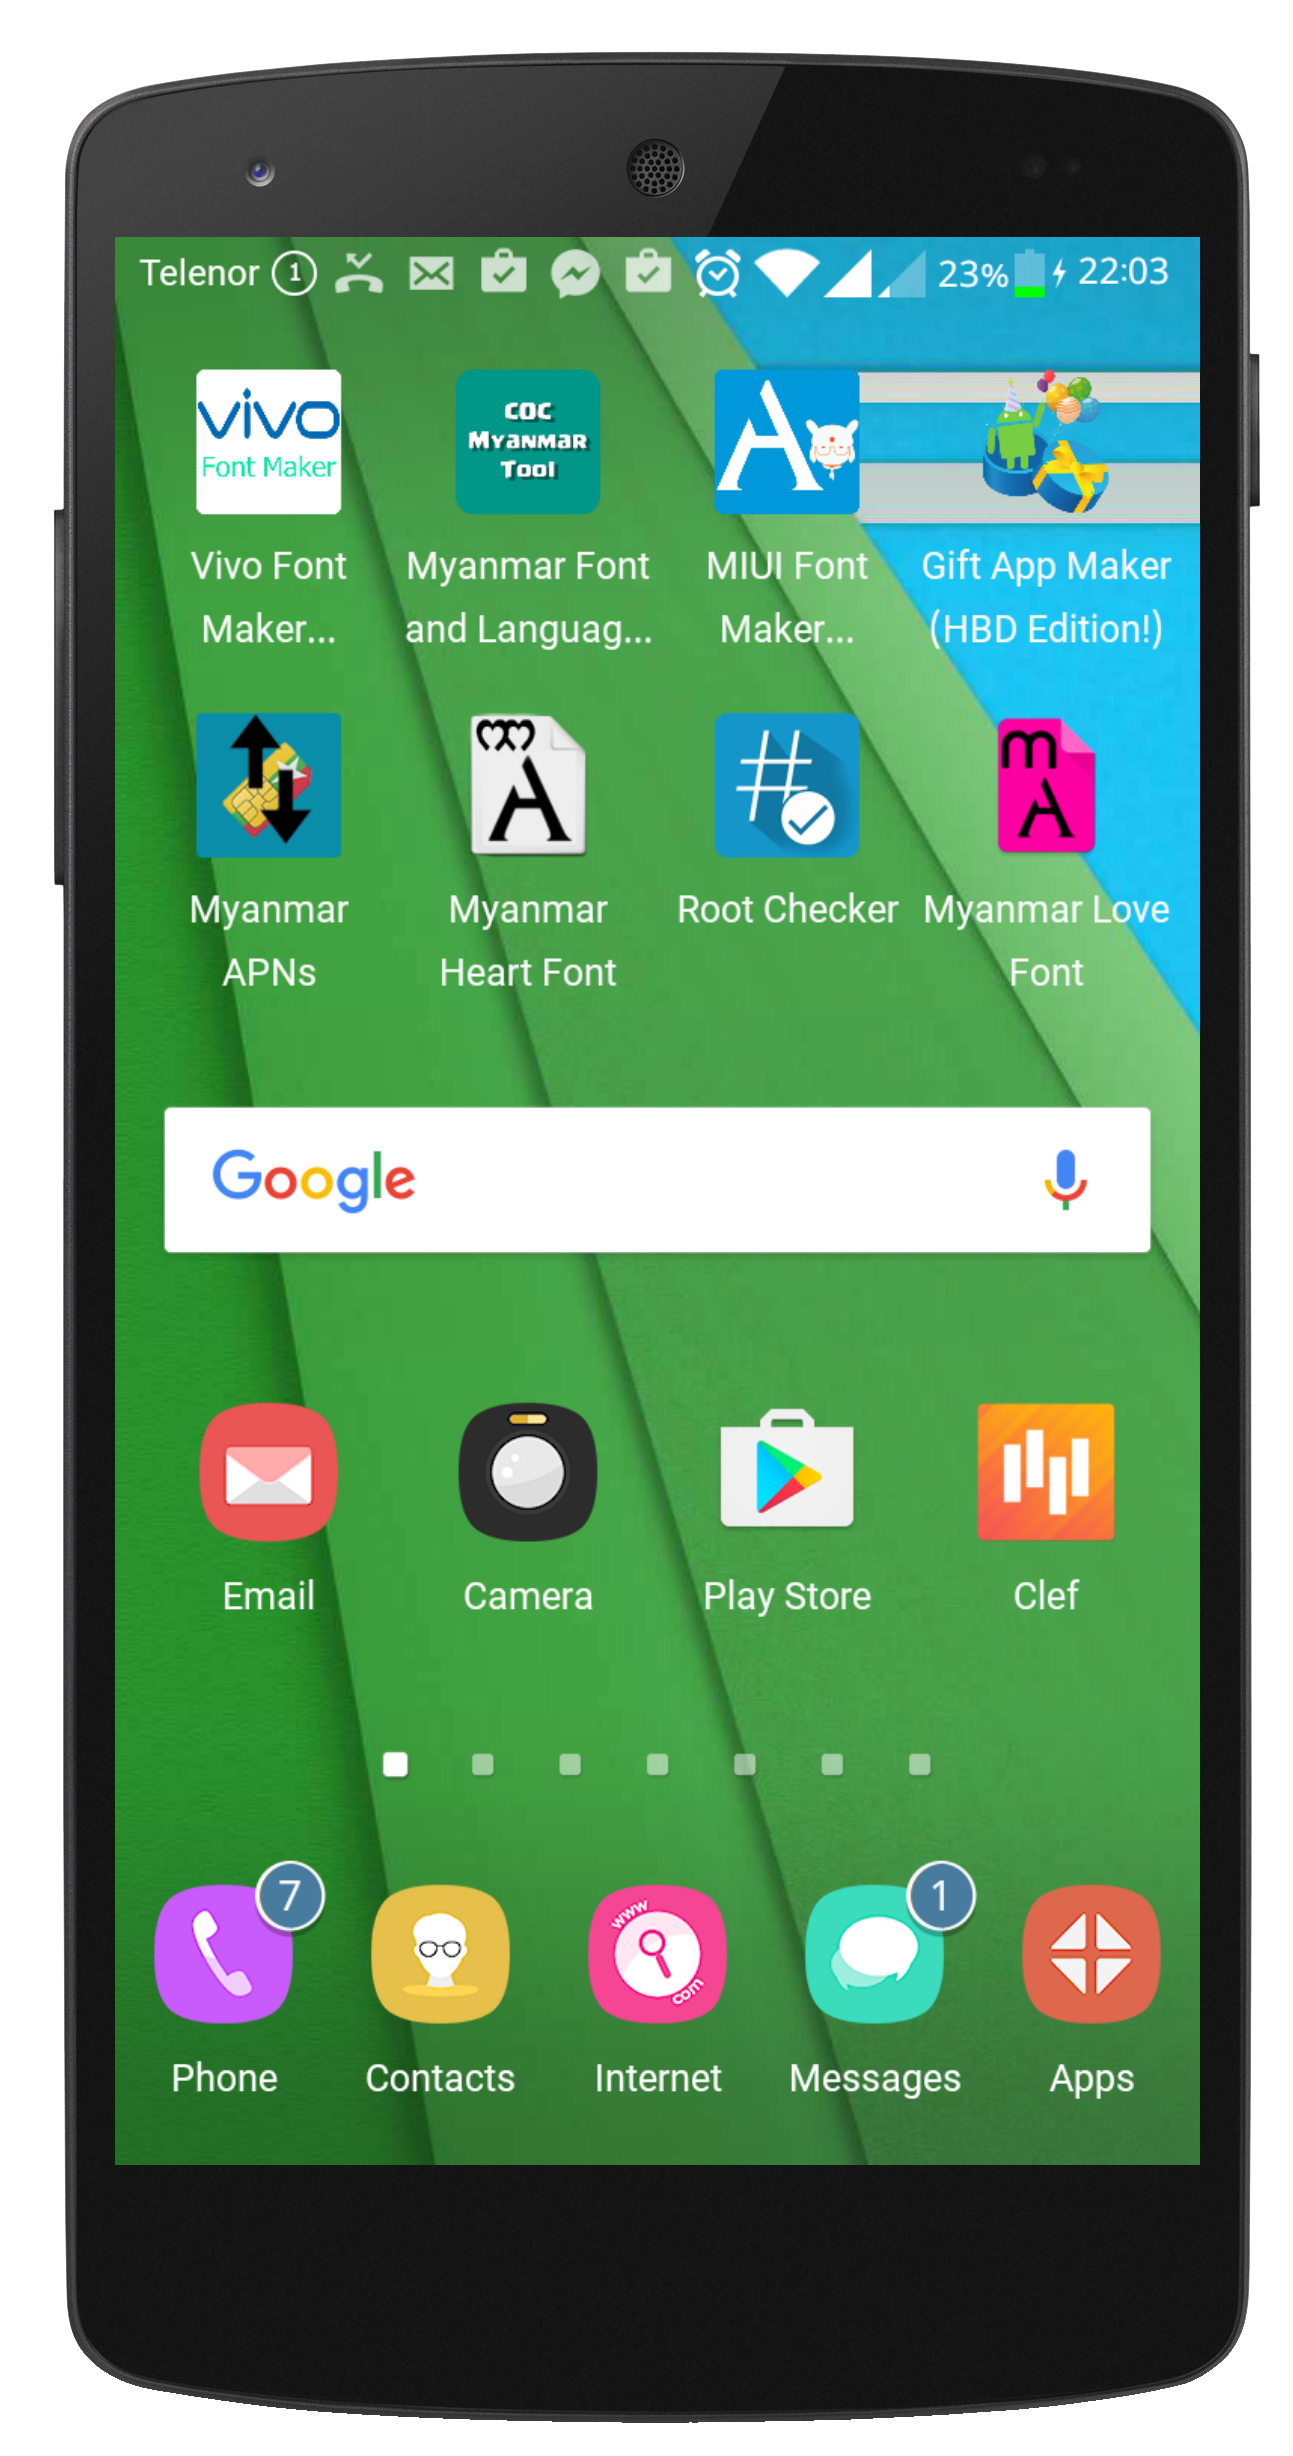 Telenor 1 23% 22:03
vivo
Font Maker
COC
Myanmar
Tool
A
Vivo Font
Maker...
Myanmar Font
and Languag...
MIUI Font
Maker...
Gift App Maker
(HBD Edition!)
A
#
m
A
Myanmar
APNs
Myanmar
Heart Font
Root Checker
Myanmar Love
Font
Google
Email
Camera
Play Store
Clef
7
www
com
1
Phone
Contacts
Internet
Messages
Apps